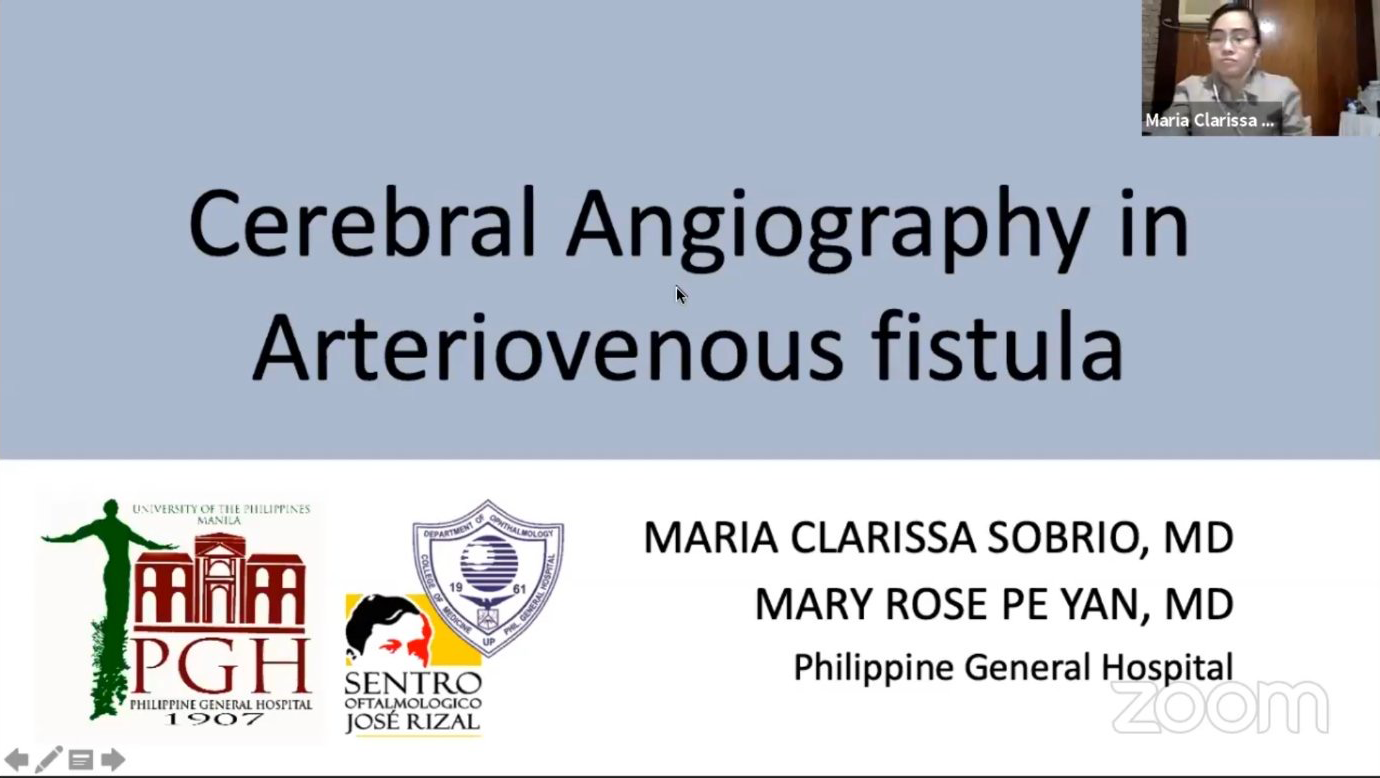 Maria Clarissa ...
Cerebral Angiography in
Arteriovenous fistula
UNIVERSITY OF THE PHILIPPINES
MANILA
PGH
PHILIPPINE GENERAL HOSPITAL
1907
DEPARTMENT OF OPHTHALMOLOGY
COLLEGE OF MEDICINE
UP
PHIL. GENERAL HOSPITAL
19 61
SENTRO
OFTALMOLOGICO
JOSÉ RIZAL
MARIA CLARISSA SOBRIO, MD
MARY ROSE PE YAN, MD
Philippine General Hospital
zoom